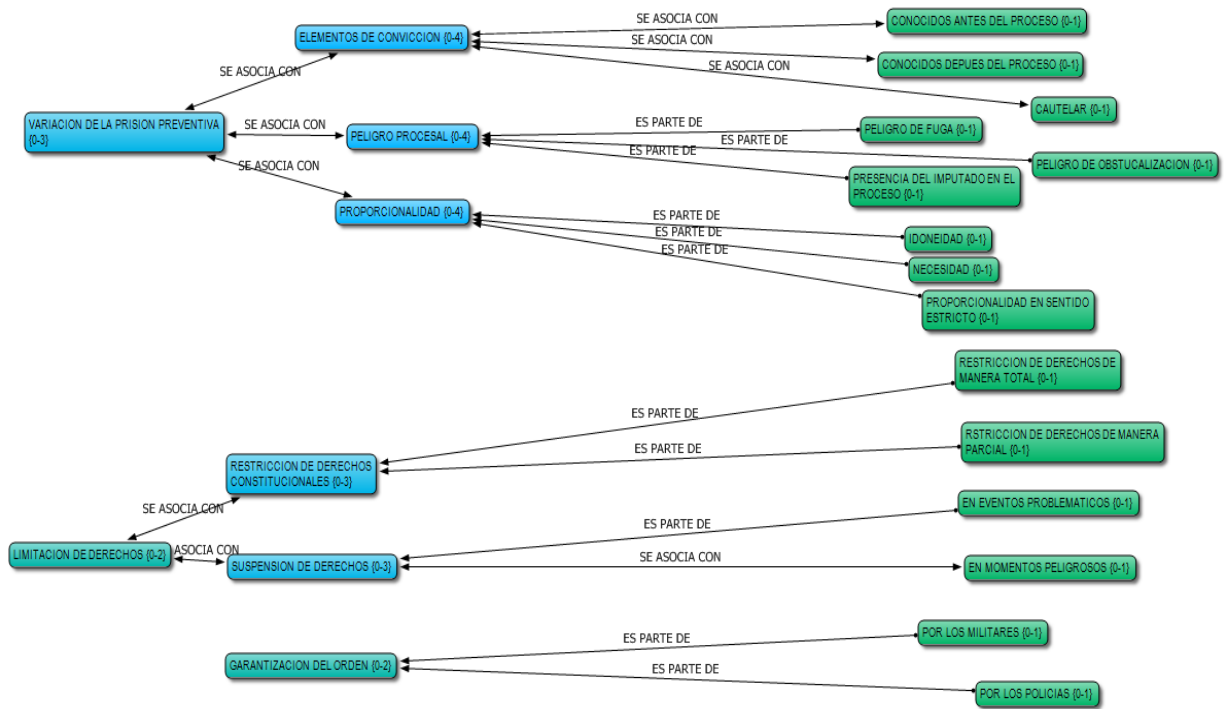 SE ASOCIA CON
CONOCIDOS ANTES DEL PROCESO {0-1}
ELEMENTOS DE CONVICCION {0-4}
SE ASOCIA CON
CONOCIDOS DEPUES DEL PROCESO {0-1}
SE ASOCIA CON
SE ASOCIA CON
CAUTELAR {0-1}
VARIACION DE LA PRISION PREVENTIVA
{0-3}
SE ASOCIA CON
PELIGRO PROCESAL {0-4}
ES PARTE DE
PELIGRO DE FUGA {0-1}
ES PARTE DE
ES PARTE DE
PELIGRO DE OBSTUCALIZACION {0-1}
SE ASOCIA CON
PRESENCIA DEL IMPUTADO EN EL
PROCESO {0-1}
PROPORCIONALIDAD {0-4}
ES PARTE DE
IDONEIDAD {0-1}
ES PARTE DE
ES PARTE DE
NECESIDAD {0-1}
PROPORCIONALIDAD EN SENTIDO
ESTRICTO {0-1}
RESTRICCION DE DERECHOS DE
MANERA TOTAL {0-1}
ES PARTE DE
RSTRICCION DE DERECHOS DE MANERA
PARCIAL {0-1}
ES PARTE DE
RESTRICCION DE DERECHOS
CONSTITUCIONALES {0-3}
SE ASOCIA CON
EN EVENTOS PROBLEMATICOS {0-1}
ES PARTE DE
LIMITACION DE DERECHOS {0-2}
ASOCIA CON
SUSPENSION DE DERECHOS {0-3}
SE ASOCIA CON
EN MOMENTOS PELIGROSOS {0-1}
ES PARTE DE
POR LOS MILITARES {0-1}
GARANTIZACION DEL ORDEN {0-2}
ES PARTE DE
POR LOS POLICIAS {0-1}